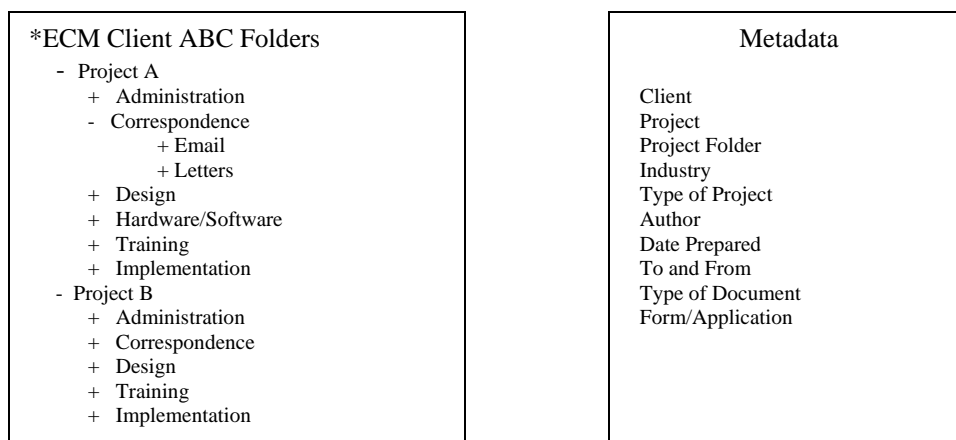 *ECM Client ABC Folders
- Project A
+ Administration
- Correspondence
+ Email
+ Letters
+ Design
+ Hardware/Software
+ Training
+ Implementation
- Project B
+ Administration
+ Correspondence
+ Design
+ Training
+ Implementation
Metadata
Client
Project
Project Folder
Industry
Type of Project
Author
Date Prepared
To and From
Type of Document
Form/Application